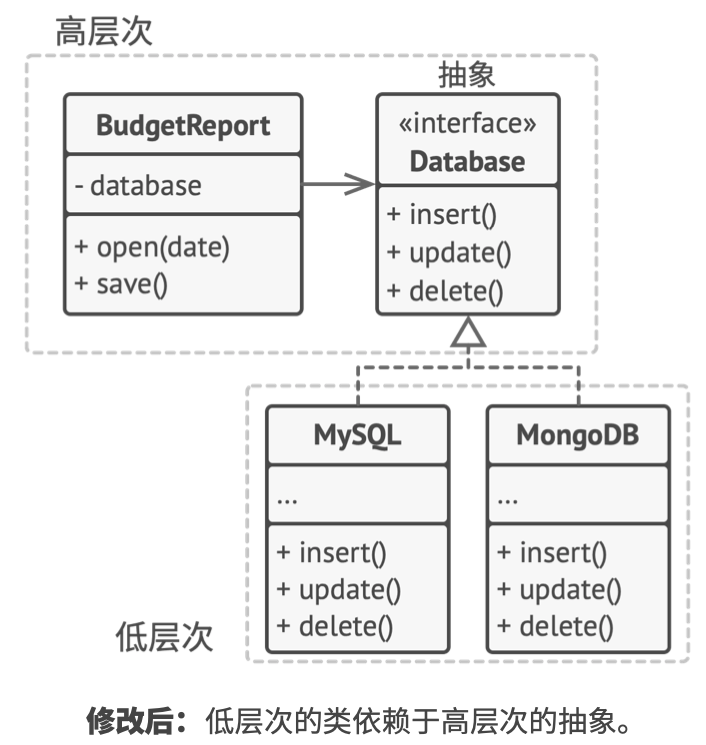 高层次
抽象
BudgetReport
- database
+ open(date)
+ save()
«interface»
Database
+ insert()
+ update()
+ delete()
MySQL
...
+ insert()
+ update()
+ delete()
MongoDB
...
+ insert()
+ update()
+ delete()
低层次
修改后：低层次的类依赖于高层次的抽象。